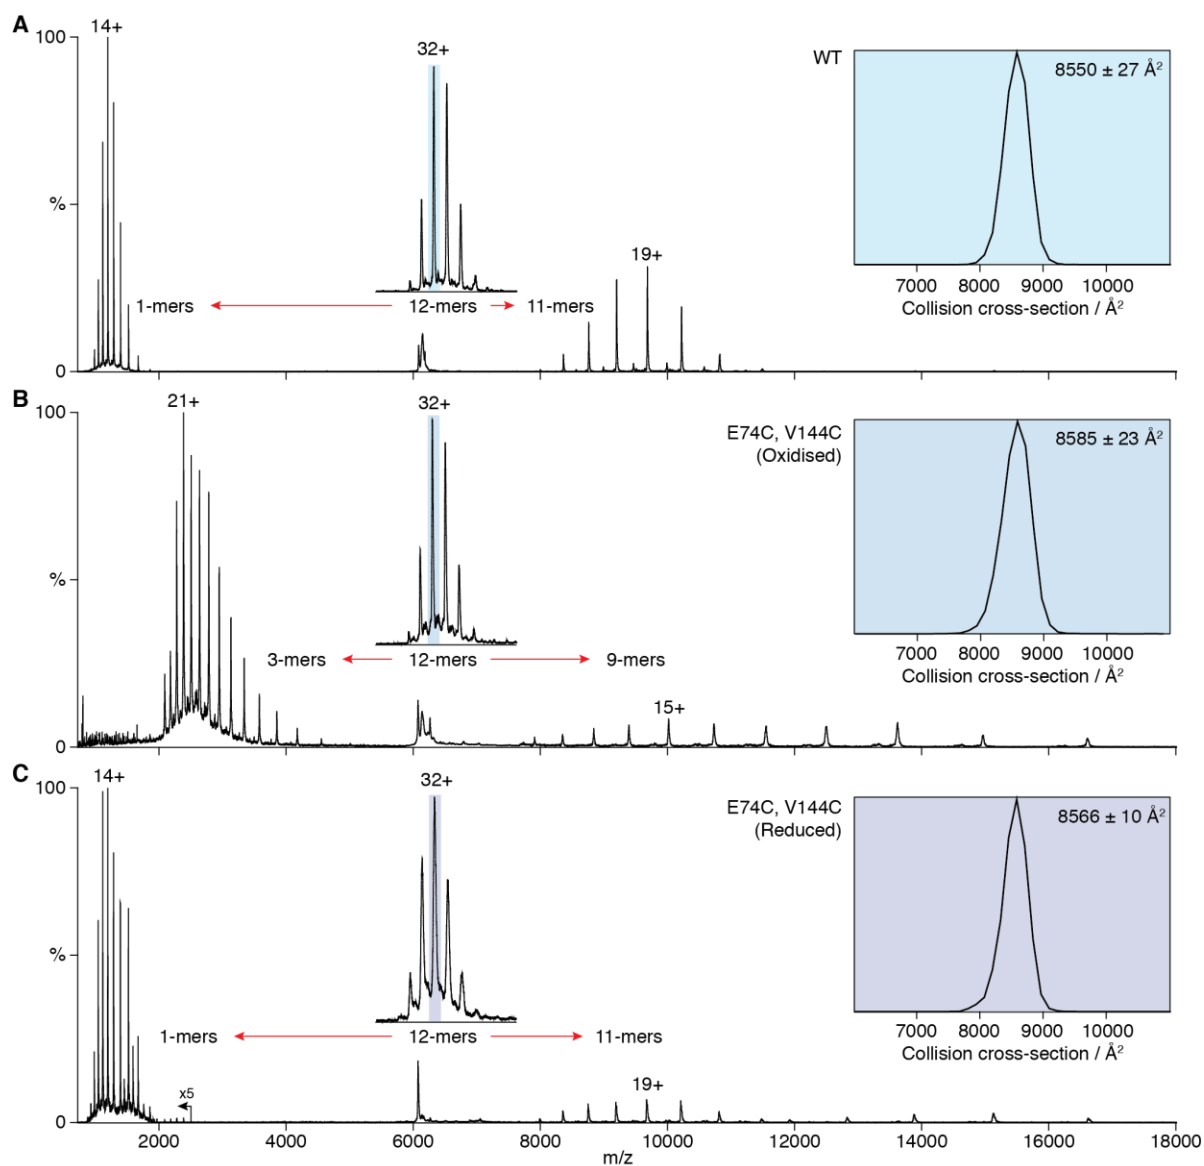 A
14+
100
32+
WT
8550 ± 27 Å²
%
19+
1-mers
12-mers
11-mers
7000
8000
9000
10000
Collision cross-section / Å²
0
B
21+
100
32+
E74C, V144C
(Oxidised)
8585 ± 23 Å²
%
3-mers
12-mers
9-mers
7000
8000
9000
10000
Collision cross-section / Å²
15+
0
C
14+
100
32+
E74C, V144C
(Reduced)
8566 ± 10 Å²
%
1-mers
12-mers
11-mers
7000
8000
9000
10000
Collision cross-section / Å²
x5
19+
0
2000
4000
6000
8000
10000
12000
14000
16000
18000
m/z